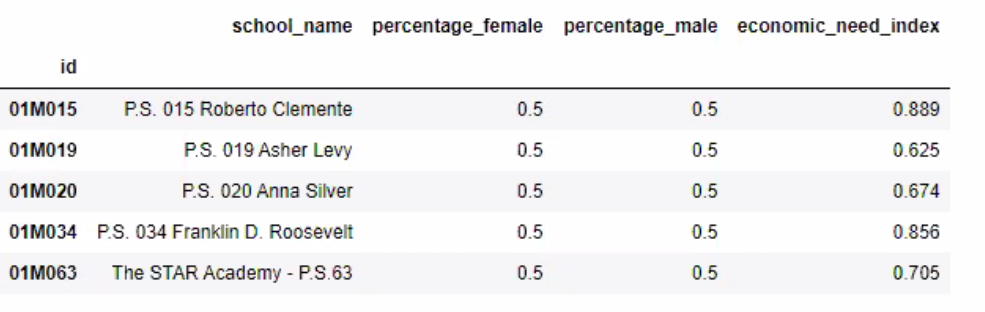 school_name percentage_female percentage_male economic_need_index
id
01M015 P.S. 015 Roberto Clemente 0.5 0.5 0.889
01M019 P.S. 019 Asher Levy 0.5 0.5 0.625
01M020 P.S. 020 Anna Silver 0.5 0.5 0.674
01M034 P.S. 034 Franklin D. Roosevelt 0.5 0.5 0.856
01M063 The STAR Academy - P.S.63 0.5 0.5 0.705